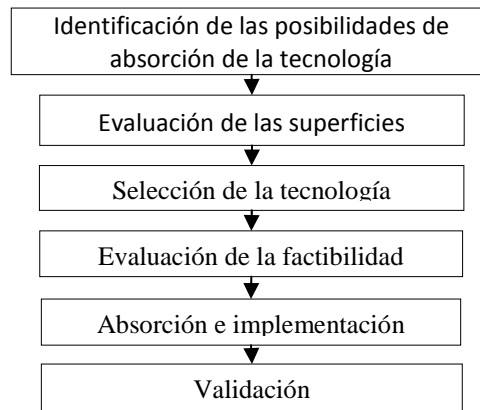 Identificación de las posibilidades de
absorción de la tecnología
Evaluación de las superficies
Selección de la tecnología
Evaluación de la factibilidad
Absorción e implementación
Validación